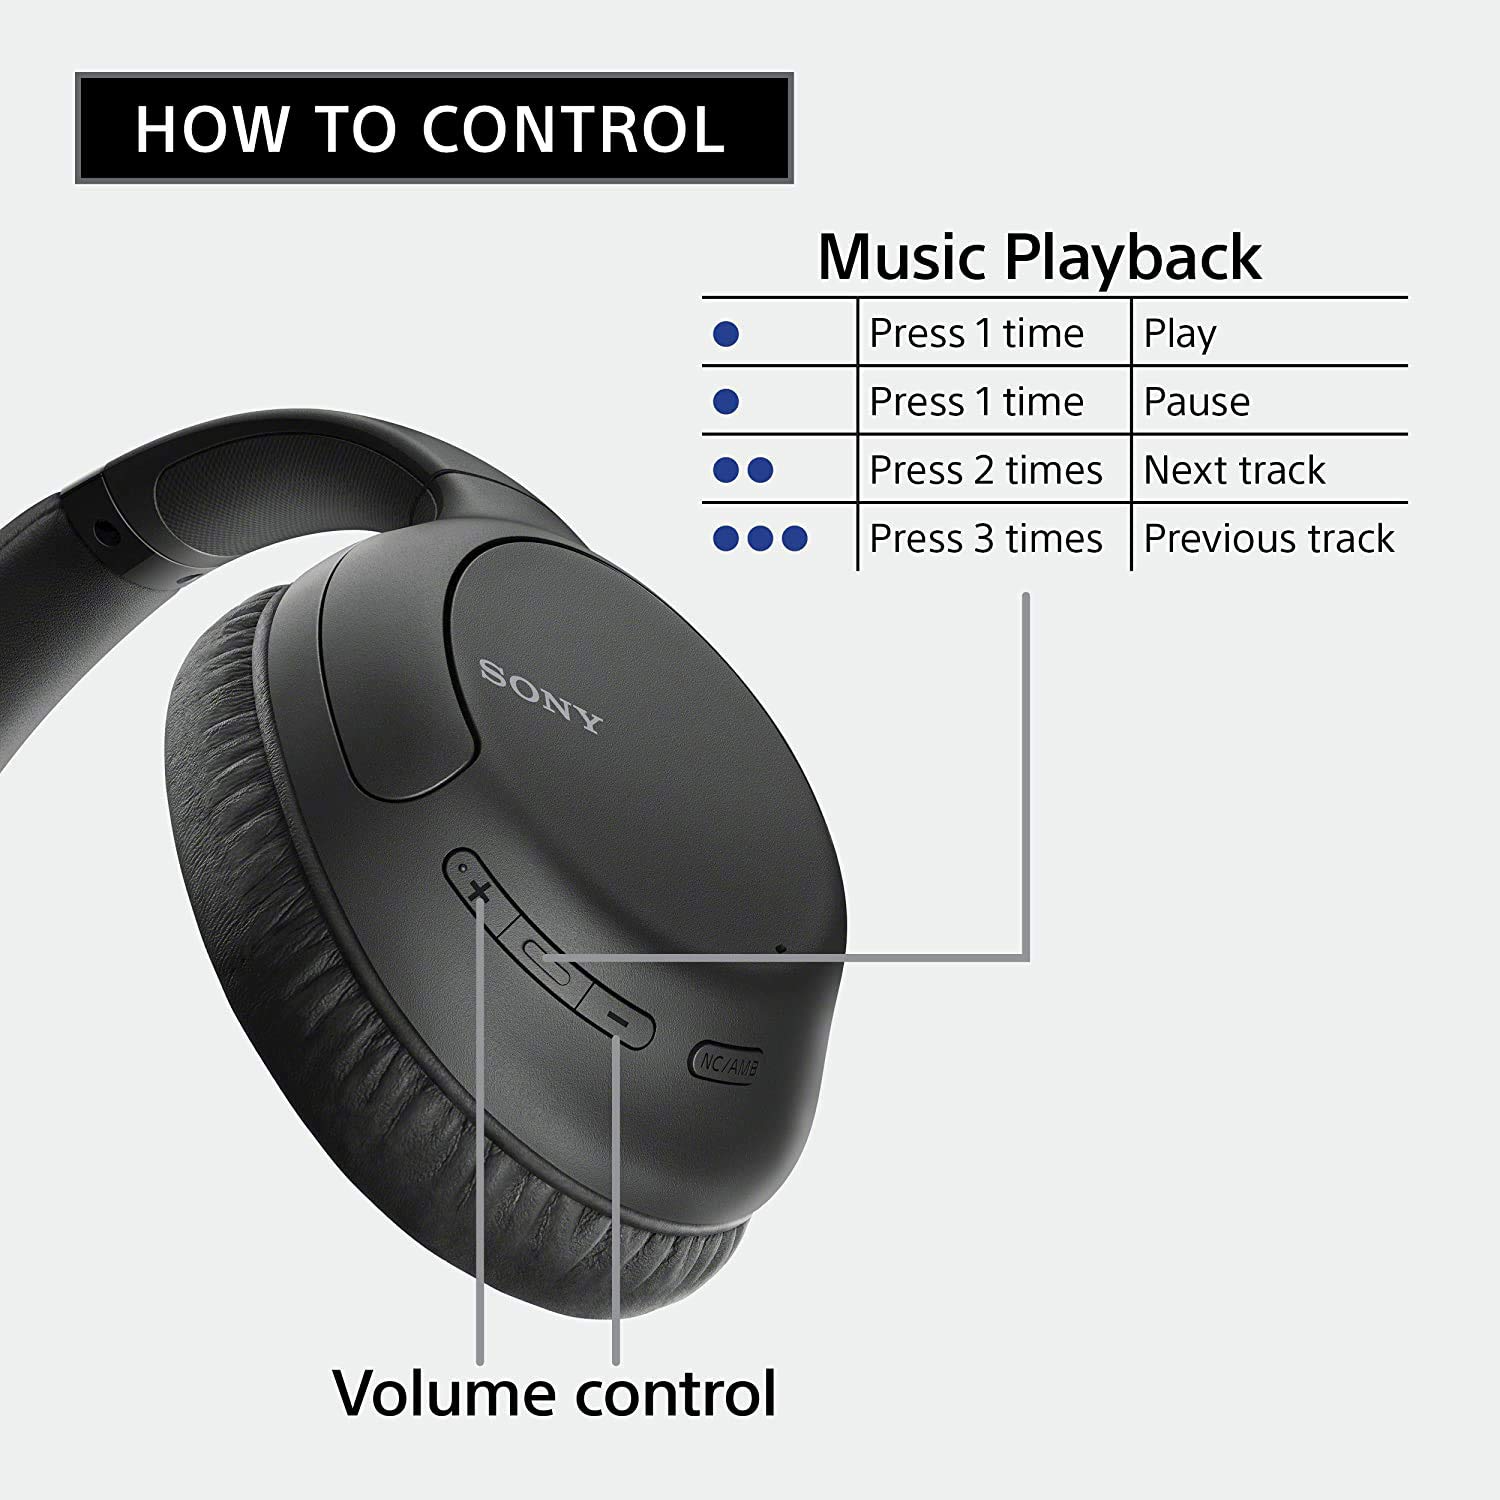 HOW TO CONTROL
Music Playback
Press 1 time Play
Press 1 time Pause
Press 2 times Next track
Press 3 times Previous track
SONY
+
-
NC/AMB
Volume control